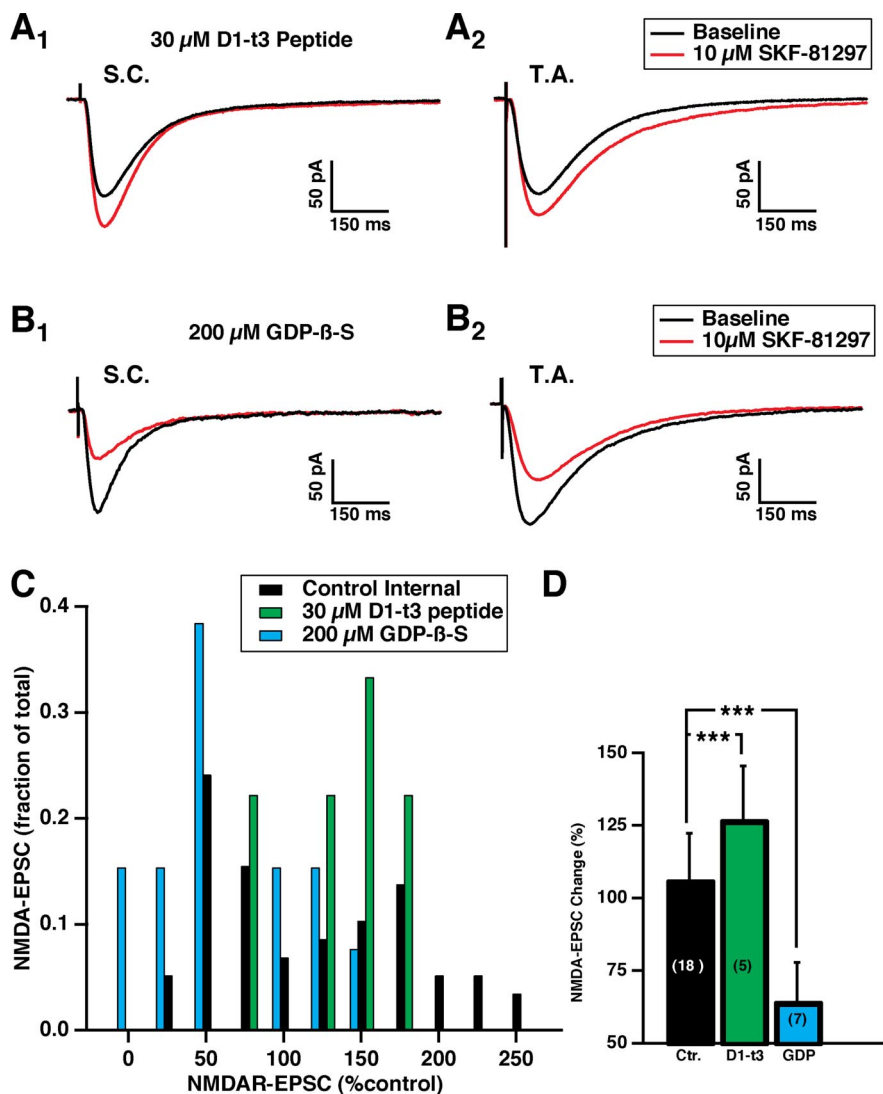 A1
30 µM D1-t3 Peptide
S.C.
50 pA
150 ms
A2
Baseline
10 µM SKF-81297
T.A.
50 pA
150 ms
B1
200 µM GDP-ß-S
S.C.
50 pA
150 ms
B2
Baseline
10µM SKF-81297
T.A.
50 pA
150 ms
C
Control Internal
30 µM D1-t3 peptide
200 µM GDP-ß-S
NMDA-EPSC (fraction of total)
0.4
0.3
0.2
0.1
0.0
0 50 100 150 200 250
NMDAR-EPSC (%control)
D
***
***
NMDA-EPSC Change (%)
150
125
100
75
50
(18 ) (5) (7)
Ctr. D1-t3 GDP